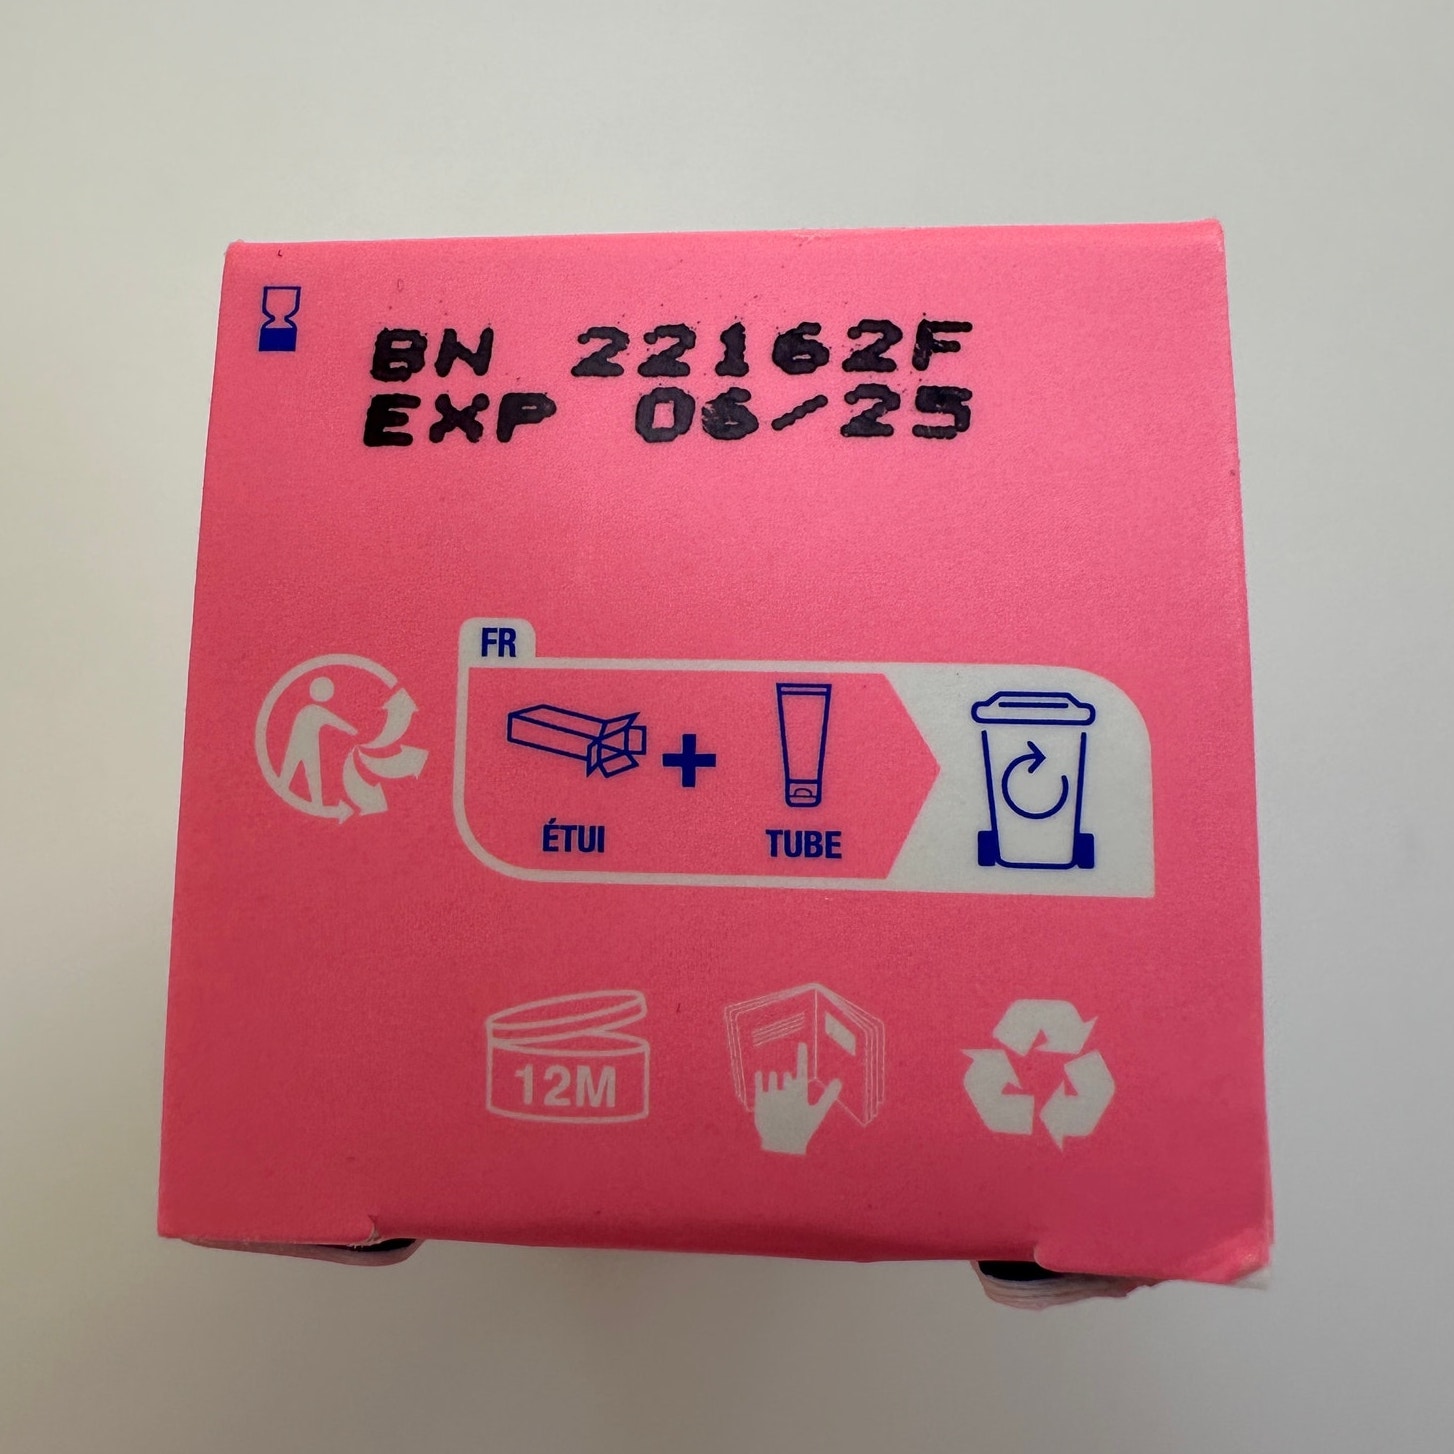 BN 22162F
EXP 06/25
FR
ÉTUI
TUBE
12M